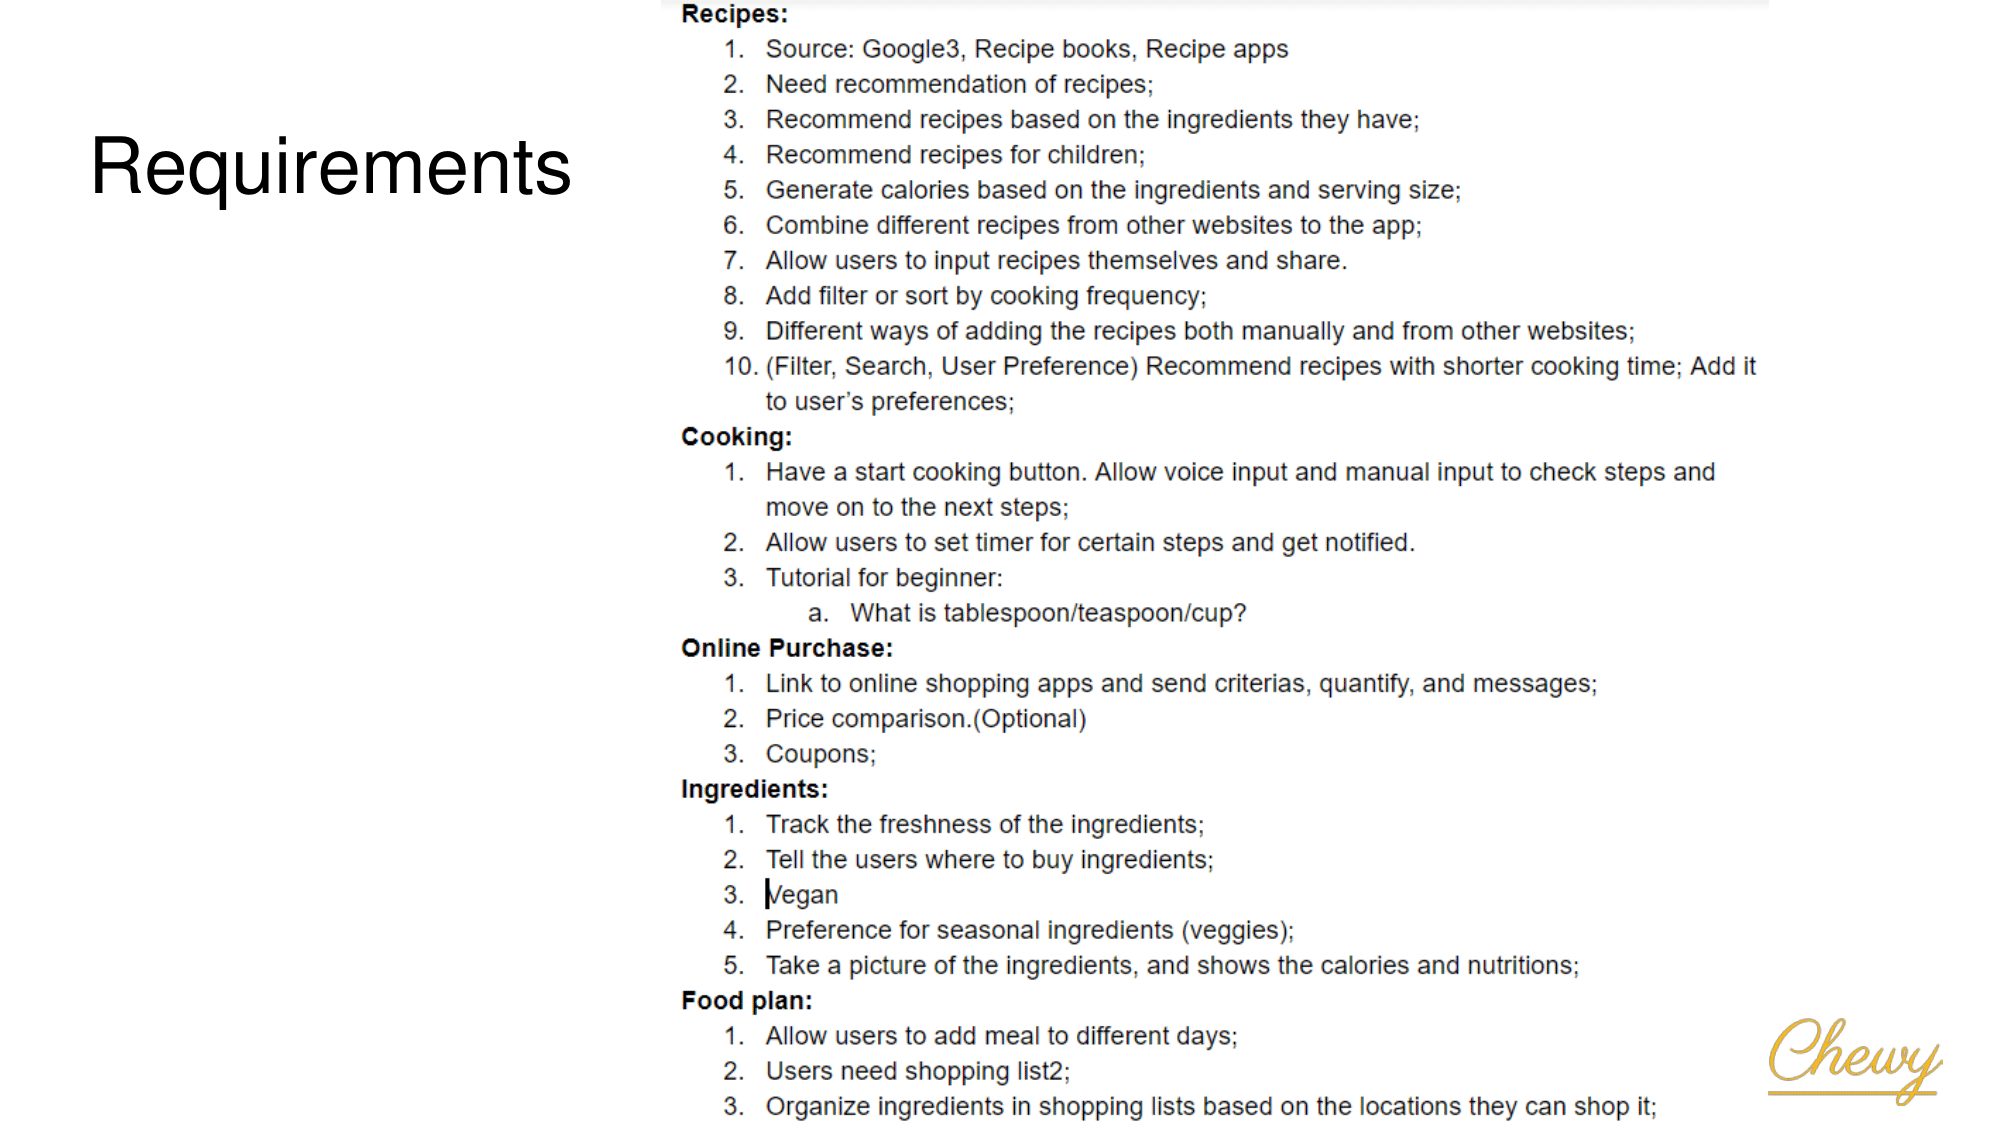 Requirements
Recipes:
1. Source: Google3, Recipe books, Recipe apps
2. Need recommendation of recipes;
3. Recommend recipes based on the ingredients they have;
4. Recommend recipes for children;
5. Generate calories based on the ingredients and serving size;
6. Combine different recipes from other websites to the app;
7. Allow users to input recipes themselves and share.
8. Add filter or sort by cooking frequency;
9. Different ways of adding the recipes both manually and from other websites;
10. (Filter, Search, User Preference) Recommend recipes with shorter cooking time; Add it
to user’s preferences;
Cooking:
1. Have a start cooking button. Allow voice input and manual input to check steps and
move on to the next steps;
2. Allow users to set timer for certain steps and get notified.
3. Tutorial for beginner:
a. What is tablespoon/teaspoon/cup?
Online Purchase:
1. Link to online shopping apps and send criterias, quantify, and messages;
2. Price comparison.(Optional)
3. Coupons;
Ingredients:
1. Track the freshness of the ingredients;
2. Tell the users where to buy ingredients;
3. Vegan
4. Preference for seasonal ingredients (veggies);
5. Take a picture of the ingredients, and shows the calories and nutritions;
Food plan:
1. Allow users to add meal to different days;
2. Users need shopping list2;
3. Organize ingredients in shopping lists based on the locations they can shop it;
Chewy